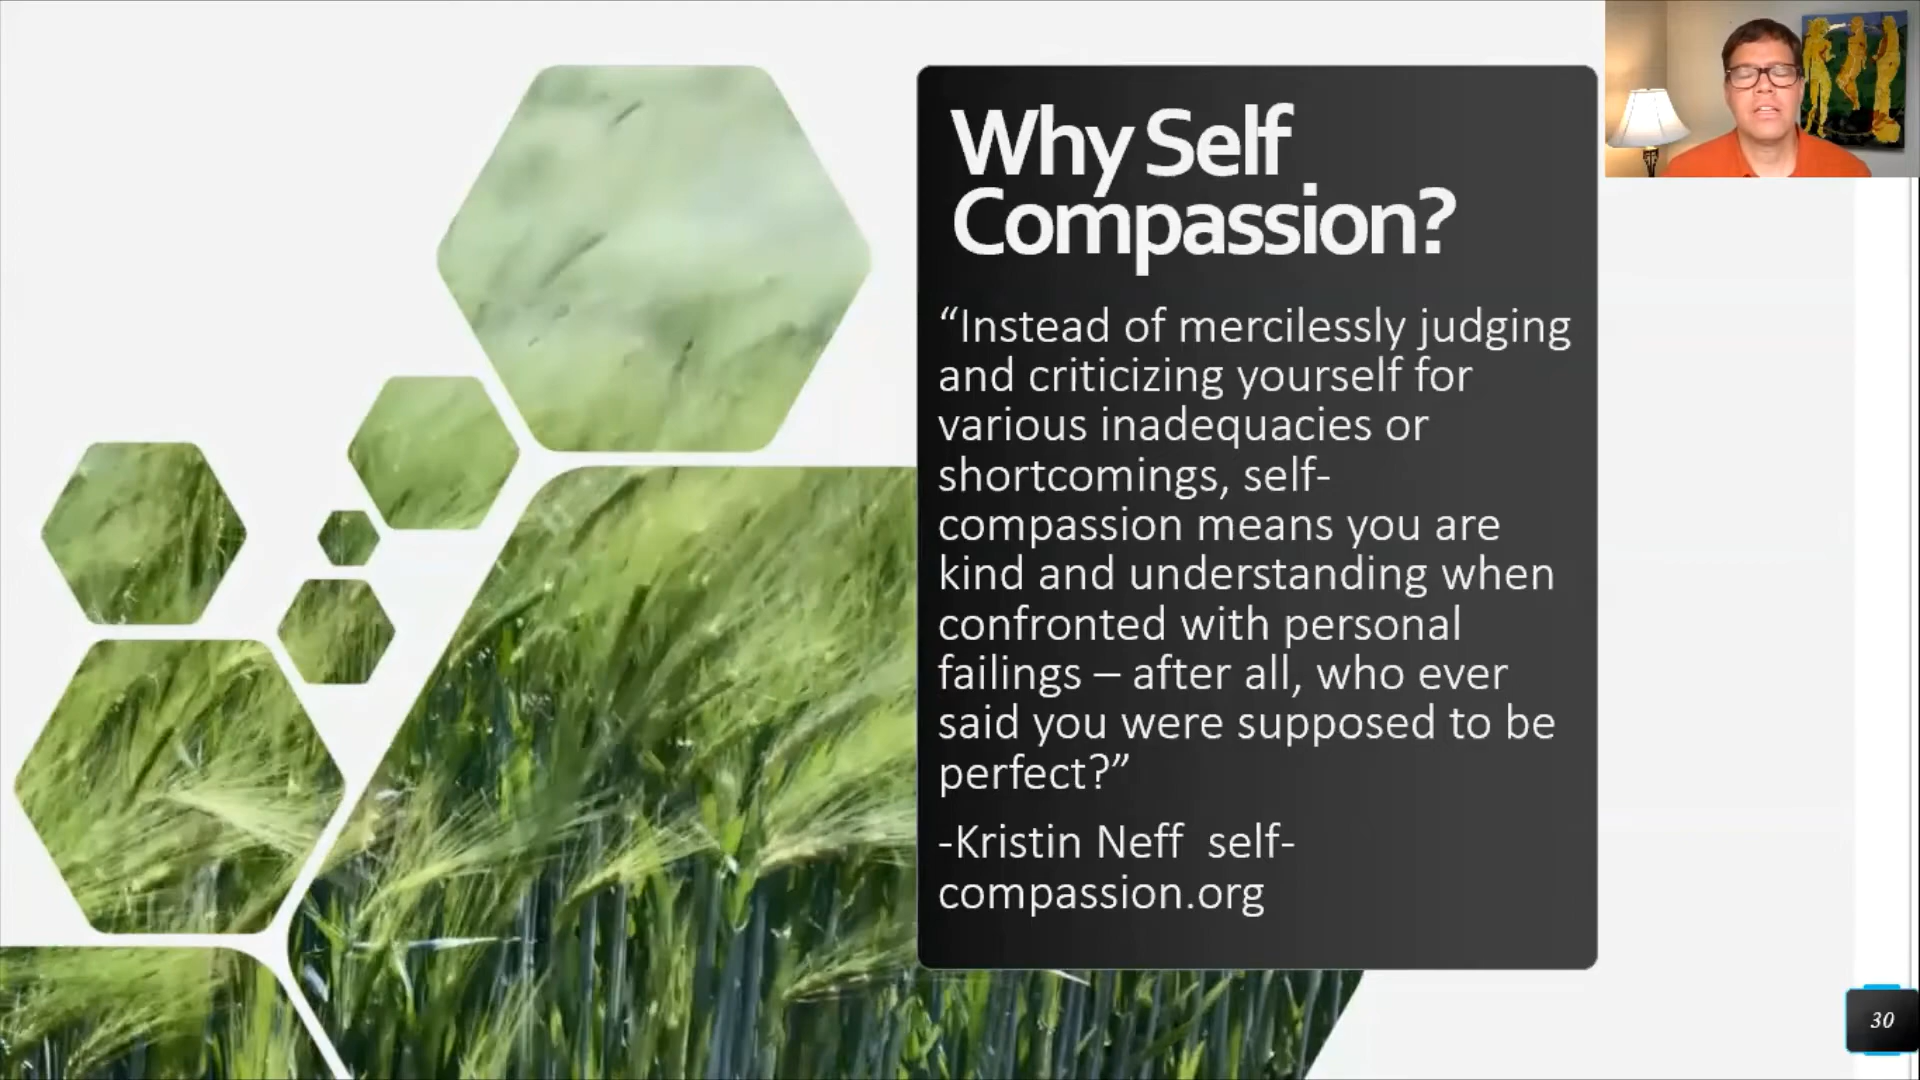 Why Self
Compassion?
“Instead of mercilessly judging
and criticizing yourself for
various inadequacies or
shortcomings, self-
compassion means you are
kind and understanding when
confronted with personal
failings – after all, who ever
said you were supposed to be
perfect?”
-Kristin Neff  self-
compassion.org
30